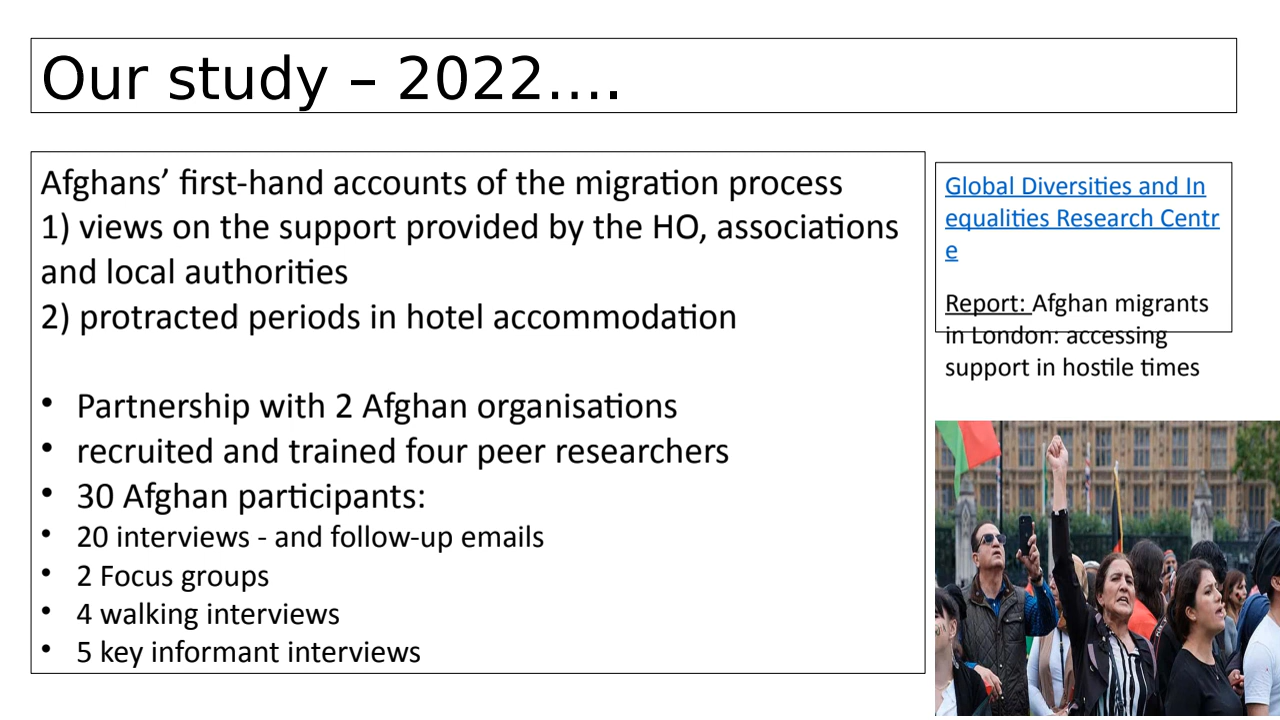 Our study – 2022....
Afghans’ first-hand accounts of the migration process
1) views on the support provided by the HO, associations
and local authorities
2) protracted periods in hotel accommodation
• Partnership with 2 Afghan organisations
• recruited and trained four peer researchers
• 30 Afghan participants:
• 20 interviews - and follow-up emails
• 2 Focus groups
• 4 walking interviews
• 5 key informant interviews
Global Diversities and In
equalities Research Centr
e
Report: Afghan migrants
in London: accessing
support in hostile times